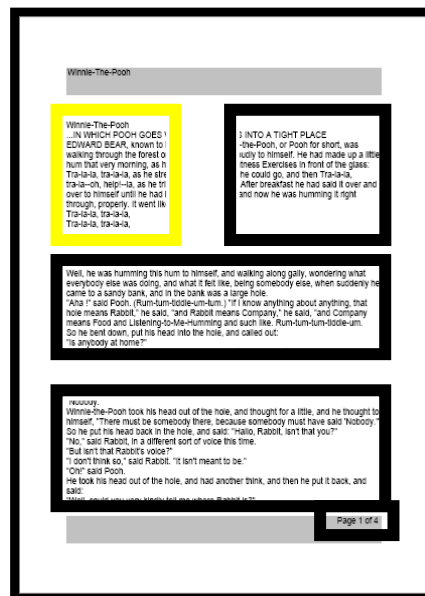 Winnie-The-Pooh
Winnie-The-Pooh
...IN WHICH POOH GOES
EDWARD BEAR, known to
walking through the forest
hum that very morning, as
Tra-la-la, tra-la-la, as he
tra-la--oh, help!--la, as he
over to himself until he had
through, properly. It went
Tra-la-la, tra-la-la,
Tra-la-la, tra-la-la,
INTO A TIGHT PLACE
-the-Pooh, or Pooh for short, was
to himself. He had made up a little
Exercises in front of the glass:
he could go, and then Tra-la-la,
After breakfast he had said it over and
and now he was humming it right
Well, he was humming this hum to himself, and walking along gaily, wondering what
everybody else was doing, and what it felt like, being somebody else, when suddenly he
came to a sandy bank, and in the bank was a large hole.
"Aha !" said Pooh. (Rum-tum-tiddle-um-tum.) "If I know anything about anything, that
hole means Rabbit," he said, "and Rabbit means Company," he said, "and Company
means Food and Listening-to-Me-Humming and such like. Rum-tum-tum-tiddle-um.
So he bent down, put his head into the hole, and called out:
"Is anybody at home?"
"Nobody."
Winnie-the-Pooh took his head out of the hole, and thought for a little, and he thought to
himself, "There must be somebody there, because somebody must have said 'Nobody.'"
So he put his head back in the hole, and said: "Hallo, Rabbit, isn't that you?"
"No," said Rabbit, in a different sort of voice this time.
"But isn't that Rabbit's voice?"
"I don't think so," said Rabbit. "It isn't meant to be."
"Oh!" said Pooh.
He took his head out of the hole, and had another think, and then he put it back, and
said:
"Well, could you very kindly tell me where Rabbit is?"
Page 1 of 4